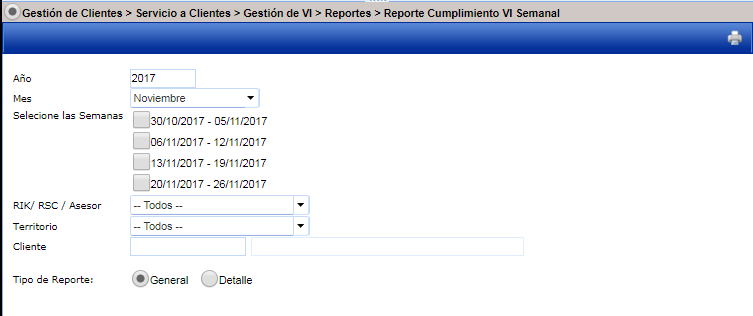 Gestión de Clientes > Servicio a Clientes > Gestión de VI > Reportes > Reporte Cumplimiento VI Semanal
Año 2017
Mes Noviembre
Selecione las Semanas 30/10/2017 - 05/11/2017
06/11/2017 - 12/11/2017
13/11/2017 - 19/11/2017
20/11/2017 - 26/11/2017
RIK/ RSC / Asesor -- Todos --
Territorio -- Todos --
Cliente
Tipo de Reporte: General Detalle